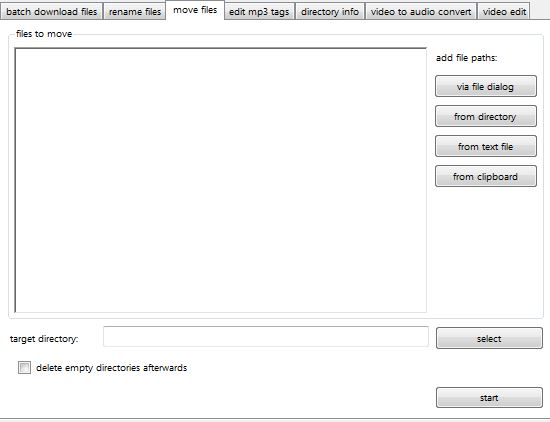 batch download files rename files move files edit mp3 tags directory info video to audio convert video edit
files to move
add file paths:
via file dialog
from directory
from text file
from clipboard
target directory: select
delete empty directories afterwards
start